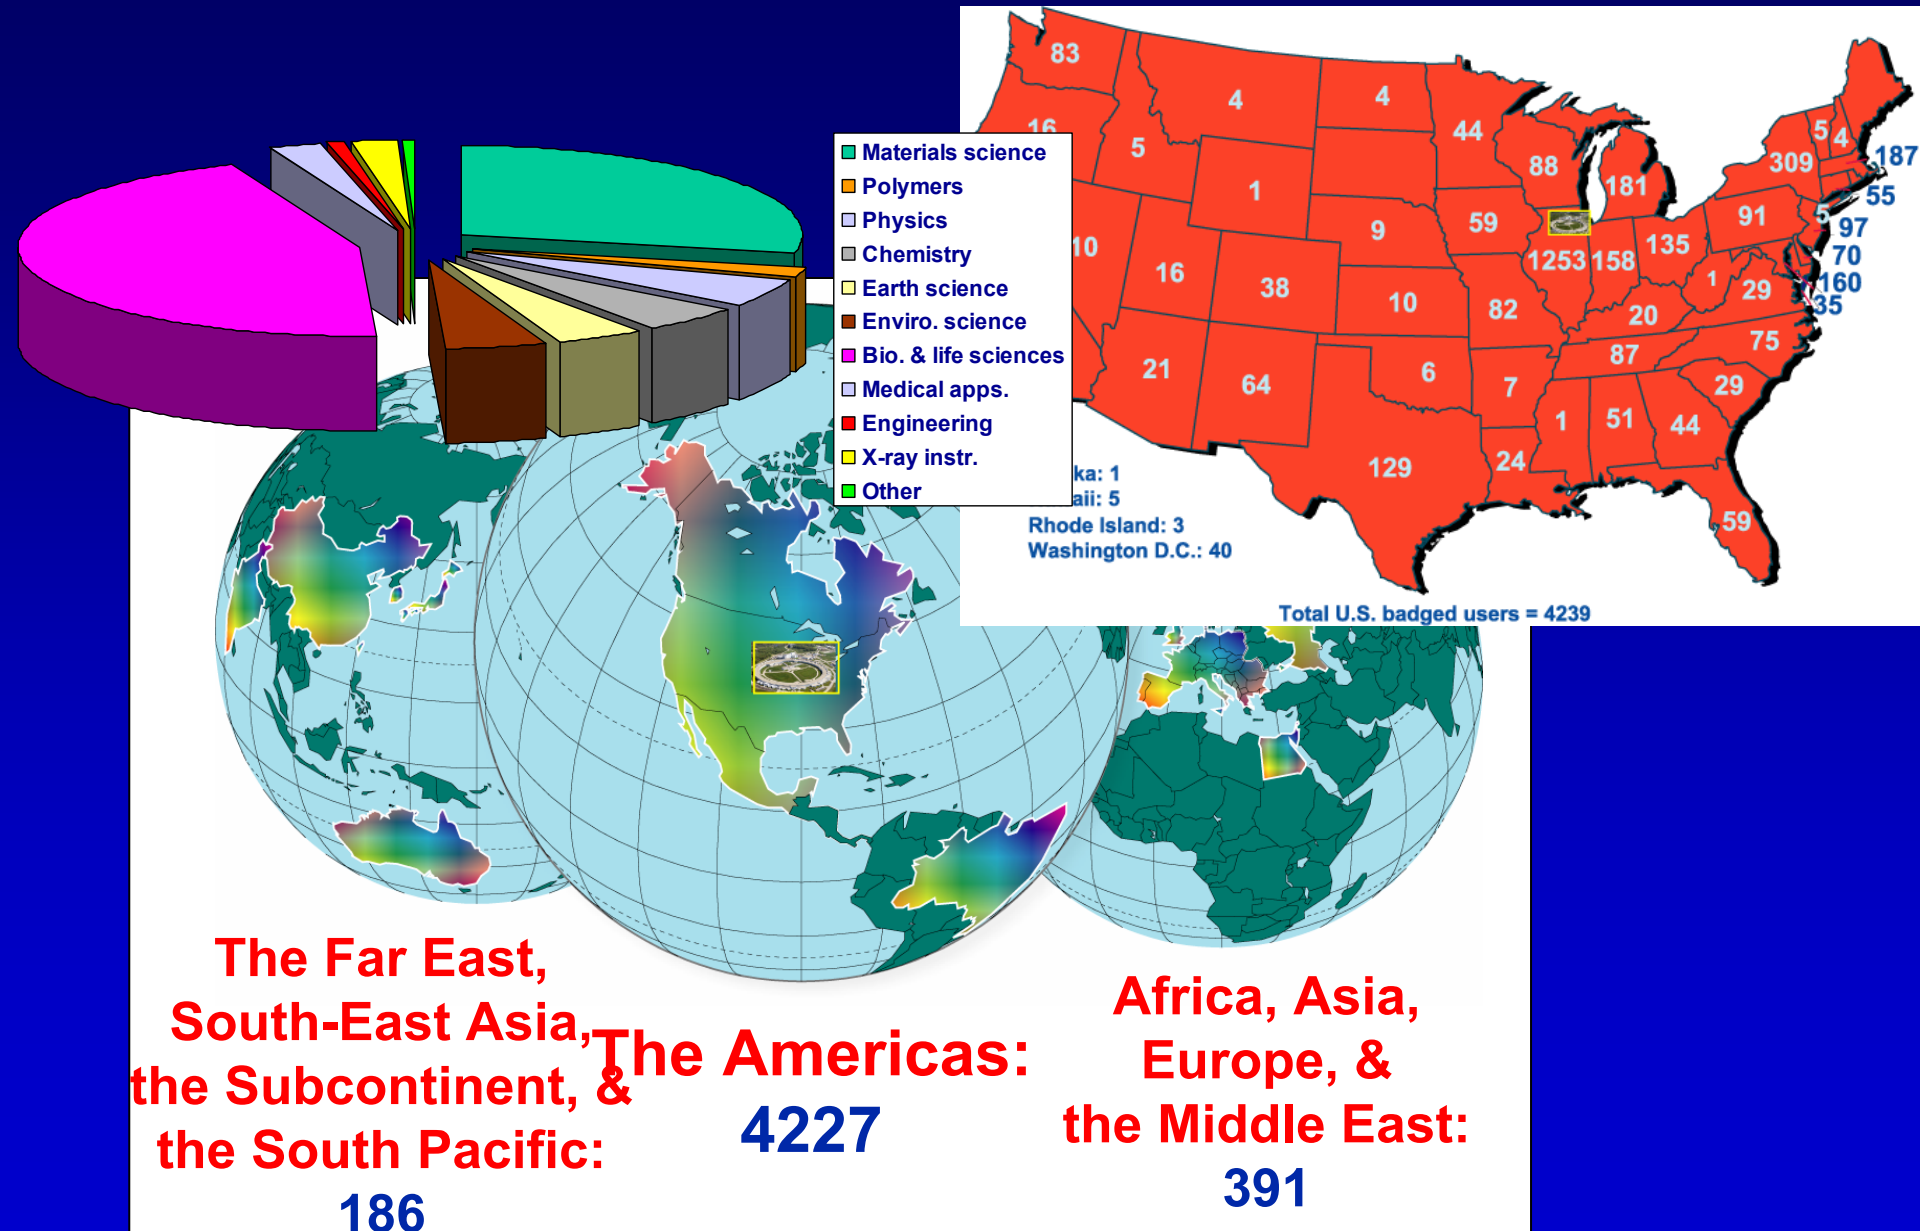 Materials science
Polymers
Physics
Chemistry
Earth science
Enviro. science
Bio. & life sciences
Medical apps.
Engineering
X-ray instr.
Other
83
4
4
44
16
5
88
181
309
5
4
187
55
1
9
59
91
5
97
70
160
35
10
16
38
10
1253
158
135
1
29
82
20
75
21
64
6
7
87
29
1
51
44
129
24
59
ka: 1
aii: 5
Rhode Island: 3
Washington D.C.: 40
Total U.S. badged users = 4239
The Far East,
South-East Asia,
the Subcontinent, &
the South Pacific:
186
The Americas:
4227
Africa, Asia,
Europe, &
the Middle East:
391